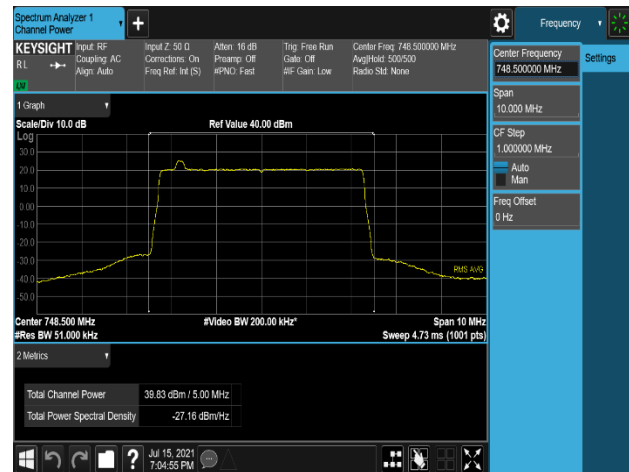 Spectrum Analyzer 1
Channel Power
+
Frequency
KEYSIGHT
RL
Input: RF
Coupling: AC
Align: Auto
Input Z: 50 Ω
Corrections: On
Freq Ref: Int (S)
Atten: 16 dB
Preamp: Off
#PNO: Fast
Trig: Free Run
Gate: Off
#IF Gain: Low
Center Freq: 748.500000 MHz
Avg|Hold: 500/500
Radio Std: None
LNI
1 Graph
Scale/Div 10.0 dB
Ref Value 40.00 dBm
Log
30.0
20.0
10.0
0.00
-10.0
-20.0
-30.0
-40.0
-50.0
RMS AVG
Center 748.500 MHz
#Video BW 200.00 kHz*
Span 10 MHz
#Res BW 51.000 kHz
Sweep 4.73 ms (1001 pts)
2 Metrics
Total Channel Power 39.83 dBm / 5.00 MHz
Total Power Spectral Density -27.16 dBm/Hz
?
Jul 15, 2021
7:04:55 PM
Center Frequency
748.500000 MHz
Span
10.000 MHz
CF Step
1.000000 MHz
Auto
Man
Freq Offset
0 Hz
Settings